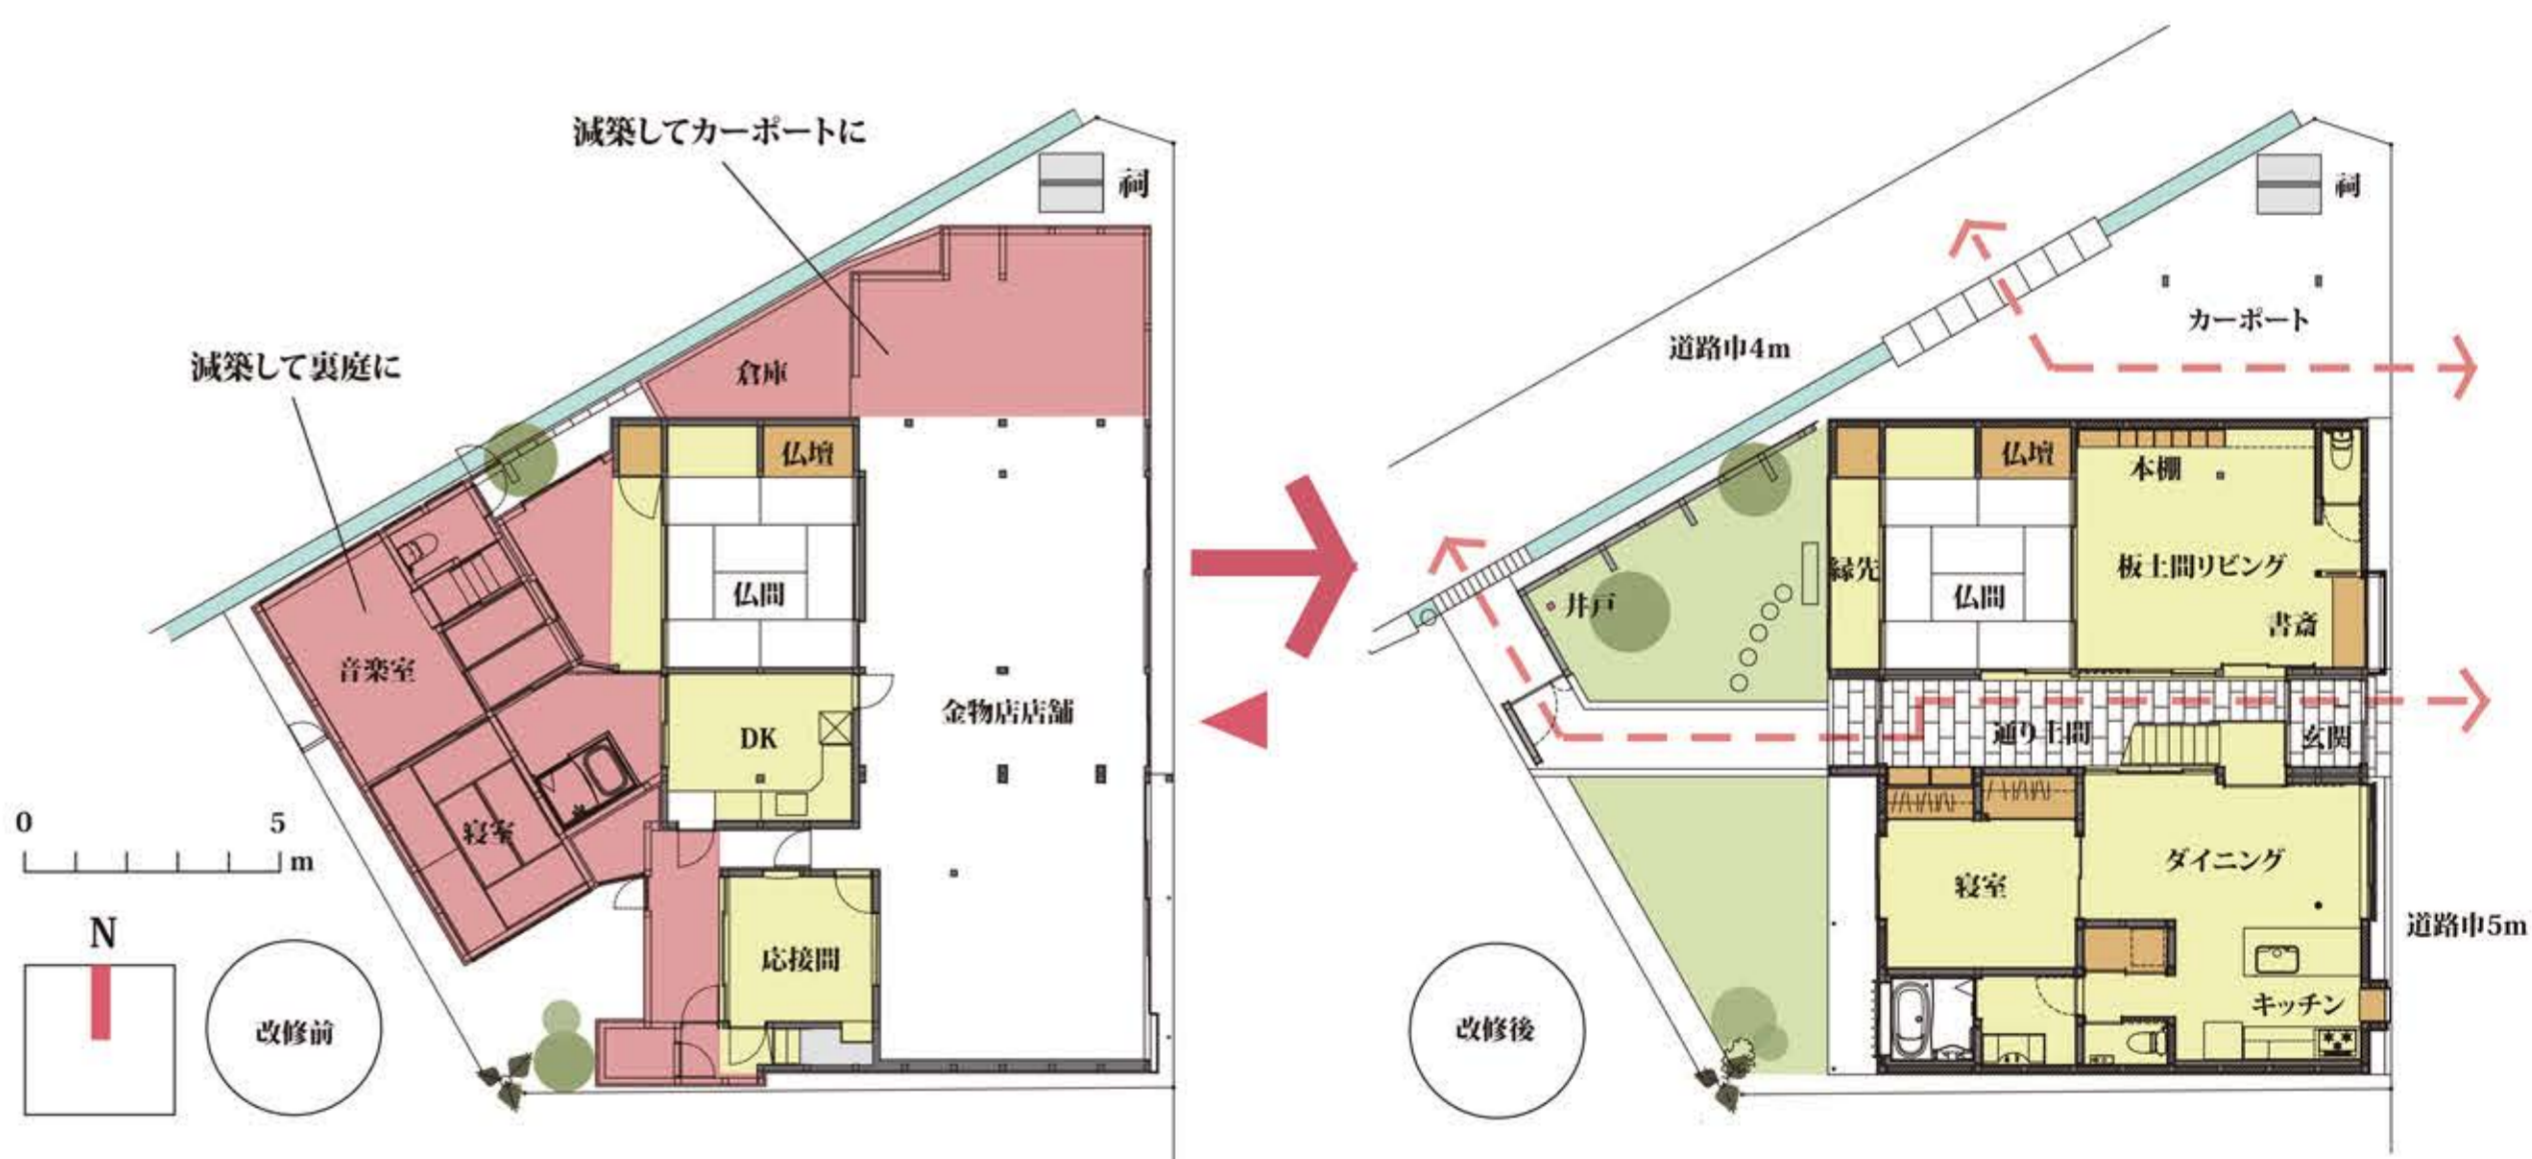 減築してカーポートに
祠
減築して裏庭に
倉庫
仏壇
仏間
音楽室
金物店店舗
DK
寝室
応接間
0 5
m
N
改修前
祠
カーポート
道路巾4m
仏壇
本棚
縁先
板土間リビング
仏間
井戸
書斎
通り土間
玄関
ダイニング
寝室
道路巾5m
キッチン
改修後